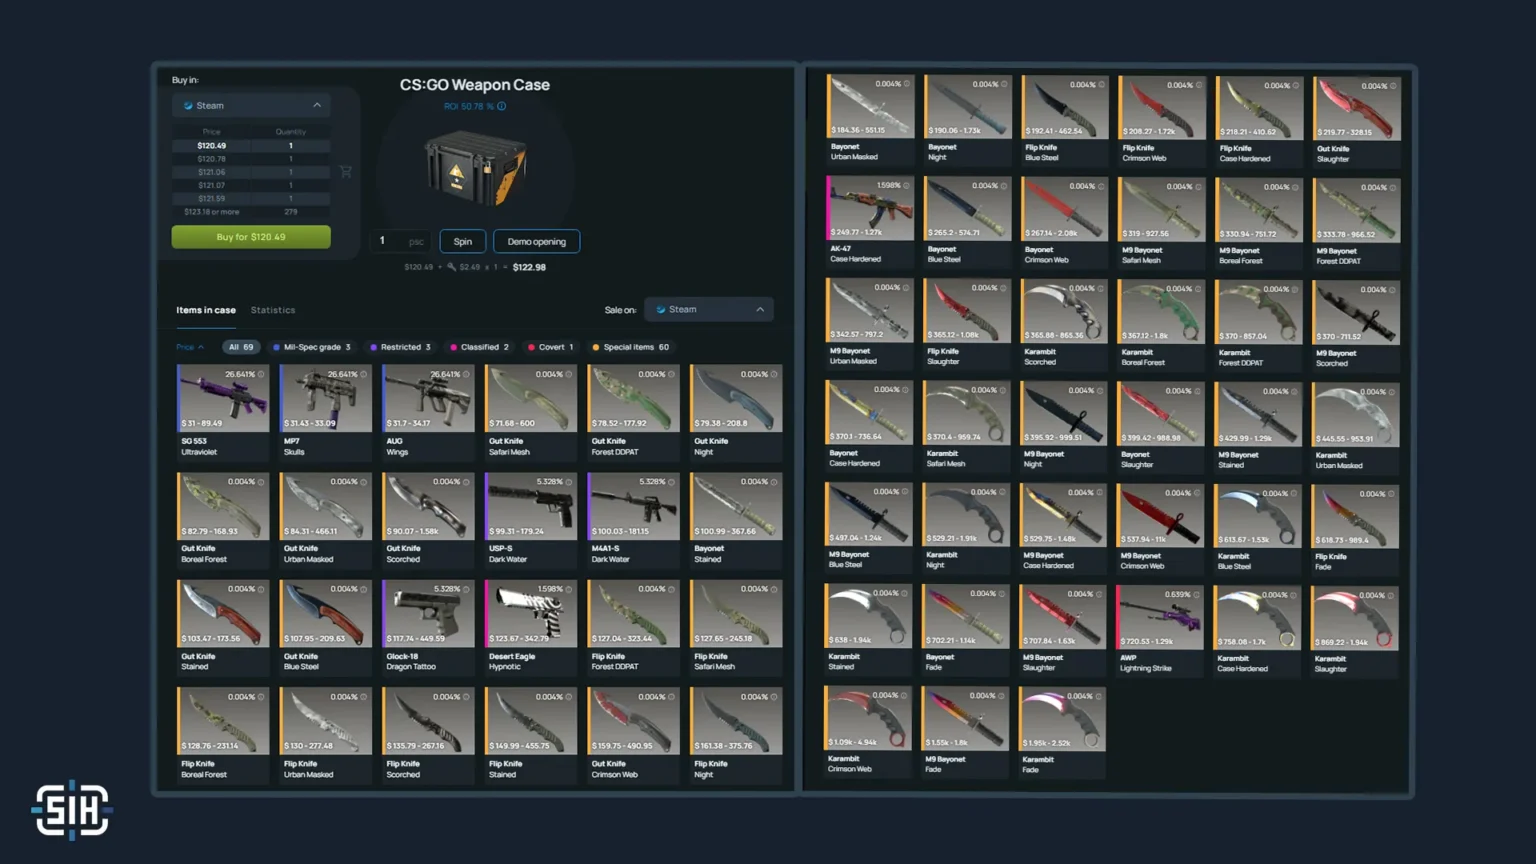 Buy in:
Steam
Price Quantity
$120.49 1
$120.78 1
$121.06 1
$121.07 1
$121.59 1
$123.18 or more 279
Buy for $120.49
CS:GO Weapon Case
ROI 50.78 %
1 psc Spin Demo opening
$120.49 + $2.49 x 1 = $122.98
Items in case Statistics
Sale on: Steam
Price All 69 Mil-Spec grade 3 Restricted 3 Classified 2 Covert 1 Special items 60
26.641% 26.641% 26.641% 0.004% 0.004% 0.004%
$31 - 89.49 $31.43 - 33.09 $31.7 - 34.17 $71.68 - 600 $78.52 - 177.92 $79.38 - 208.8
SG 553 MP7 AUG Gut Knife Gut Knife Gut Knife
Ultraviolet Skulls Wings Safari Mesh Forest DDPAT Night
0.004% 0.004% 0.004% 5.328% 5.328% 0.004%
$82.79 - 168.93 $84.31 - 466.11 $90.07 - 1.58k $99.31 - 179.24 $100.03 - 181.15 $100.99 - 367.66
Gut Knife Gut Knife Gut Knife USP-S M4A1-S Bayonet
Boreal Forest Urban Masked Scorched Dark Water Dark Water Stained
0.004% 0.004% 5.328% 1.598% 0.004% 0.004%
$103.47 - 173.56 $107.95 - 209.63 $117.74 - 449.59 $123.67 - 342.79 $127.04 - 323.44 $127.65 - 245.18
Gut Knife Gut Knife Glock-18 Desert Eagle Flip Knife Flip Knife
Stained Blue Steel Dragon Tattoo Hypnotic Forest DDPAT Safari Mesh
0.004% 0.004% 0.004% 0.004% 0.004% 0.004%
$128.76 - 231.14 $130 - 277.48 $135.79 - 267.16 $149.99 - 455.75 $159.75 - 490.95 $161.38 - 375.76
Flip Knife Flip Knife Flip Knife Flip Knife Gut Knife Flip Knife
Boreal Forest Urban Masked Scorched Stained Crimson Web Night
0.004% 0.004% 0.004% 0.004% 0.004% 0.004%
$184.36 - 551.15 $190.06 - 1.73k $192.41 - 462.54 $208.27 - 1.72k $218.21 - 410.62 $219.77 - 328.15
Bayonet Bayonet Flip Knife Flip Knife Flip Knife Gut Knife
Urban Masked Night Blue Steel Crimson Web Case Hardened Slaughter
1.598% 0.004% 0.004% 0.004% 0.004% 0.004%
$249.77 - 1.27k $265.2 - 574.71 $267.14 - 2.08k $319 - 927.56 $330.94 - 751.72 $333.78 - 966.52
AK-47 Bayonet Bayonet M9 Bayonet M9 Bayonet M9 Bayonet
Case Hardened Blue Steel Crimson Web Safari Mesh Boreal Forest Forest DDPAT
0.004% 0.004% 0.004% 0.004% 0.004% 0.004%
$342.57 - 797.2 $365.12 - 1.08k $365.88 - 865.36 $367.12 - 1.8k $370 - 857.04 $370 - 711.52
M9 Bayonet Flip Knife Karambit Karambit Karambit M9 Bayonet
Urban Masked Slaughter Scorched Boreal Forest Forest DDPAT Scorched
0.004% 0.004% 0.004% 0.004% 0.004% 0.004%
$370.1 - 736.64 $370.4 - 959.74 $395.92 - 999.51 $399.42 - 988.98 $429.99 - 1.29k $445.55 - 953.91
Bayonet Karambit M9 Bayonet Bayonet M9 Bayonet Karambit
Case Hardened Safari Mesh Night Slaughter Stained Urban Masked
0.004% 0.004% 0.004% 0.004% 0.004% 0.004%
$497.04 - 1.24k $529.21 - 1.91k $529.75 - 1.48k $537.94 - 11k $613.67 - 1.53k $618.73 - 989.4
M9 Bayonet Karambit M9 Bayonet M9 Bayonet Karambit Flip Knife
Blue Steel Night Case Hardened Crimson Web Blue Steel Fade
0.004% 0.004% 0.004% 0.639% 0.004% 0.004%
$638 - 1.94k $702.21 - 1.14k $707.84 - 1.63k $720.53 - 1.29k $758.08 - 1.7k $869.22 - 1.94k
Karambit Bayonet M9 Bayonet AWP Karambit Karambit
Stained Fade Slaughter Lightning Strike Case Hardened Slaughter
0.004% 0.004% 0.004%
$1.09k - 4.94k $1.55k - 1.8k $1.95k - 2.52k
Karambit M9 Bayonet Karambit
Crimson Web Fade Fade
SIH